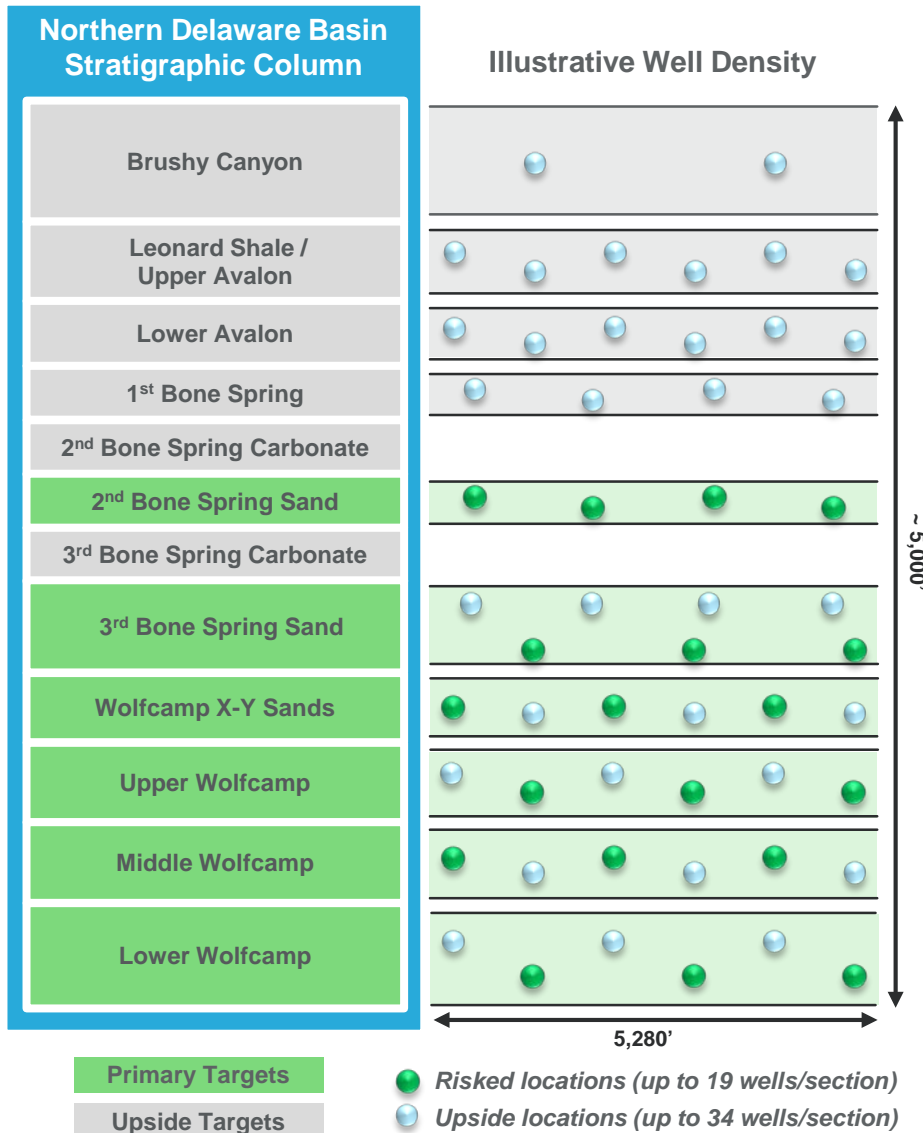 Northern Delaware Basin
Stratigraphic Column
Illustrative Well Density
Brushy Canyon
Leonard Shale /
Upper Avalon
Lower Avalon
1st Bone Spring
2nd Bone Spring Carbonate
2nd Bone Spring Sand
3rd Bone Spring Carbonate
3rd Bone Spring Sand
Wolfcamp X-Y Sands
Upper Wolfcamp
Middle Wolfcamp
Lower Wolfcamp
~ 5,000’
5,280’
Primary Targets
Upside Targets
Risked locations (up to 19 wells/section)
Upside locations (up to 34 wells/section)